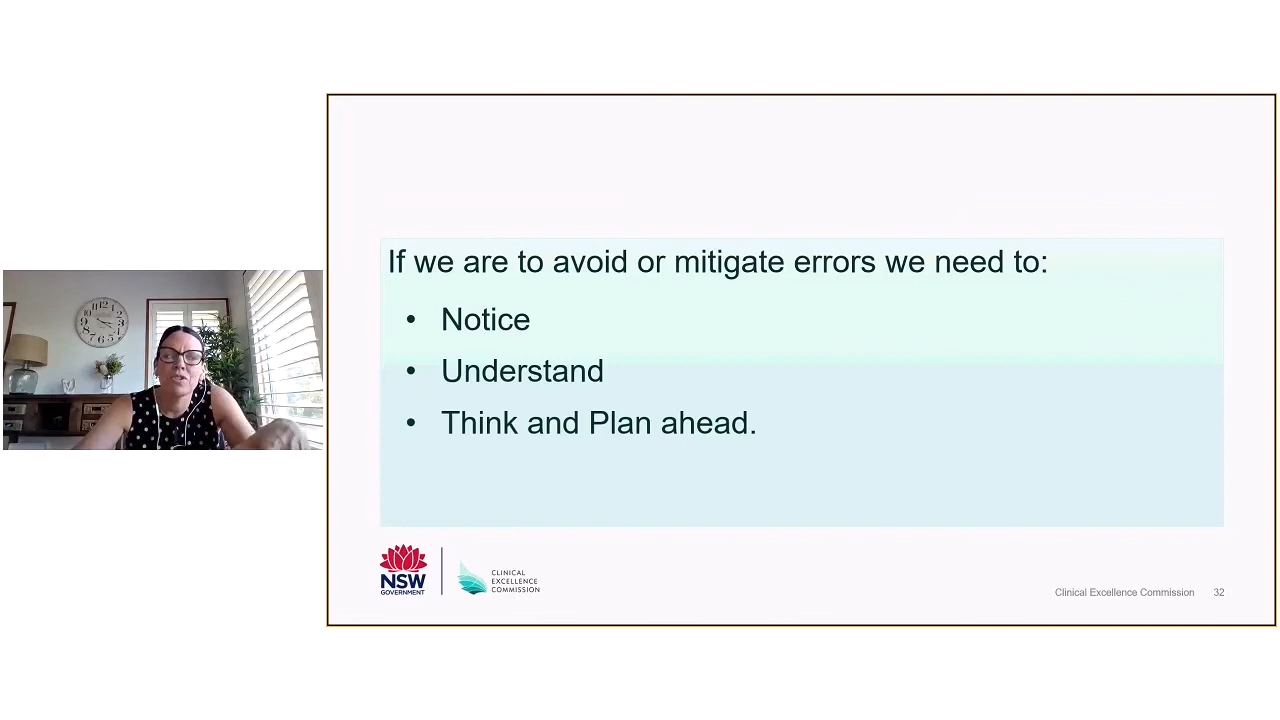 If we are to avoid or mitigate errors we need to:
• Notice
• Understand
• Think and Plan ahead.
NSW
GOVERNMENT
CLINICAL
EXCELLENCE
COMMISSION
Clinical Excellence Commission 32